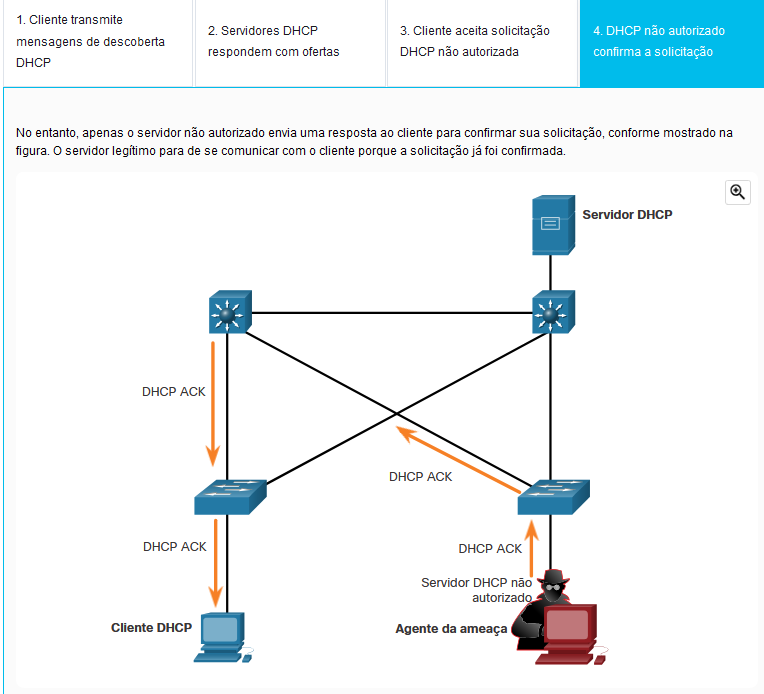 1. Cliente transmite
mensagens de descoberta
DHCP
2. Servidores DHCP
respondem com ofertas
3. Cliente aceita solicitação
DHCP não autorizada
4. DHCP não autorizado
confirma a solicitação
No entanto, apenas o servidor não autorizado envia uma resposta ao cliente para confirmar sua solicitação, conforme mostrado na
figura. O servidor legítimo para de se comunicar com o cliente porque a solicitação já foi confirmada.
Servidor DHCP
DHCP ACK
DHCP ACK
DHCP ACK
DHCP ACK
Servidor DHCP não
autorizado
Cliente DHCP
Agente da ameaça